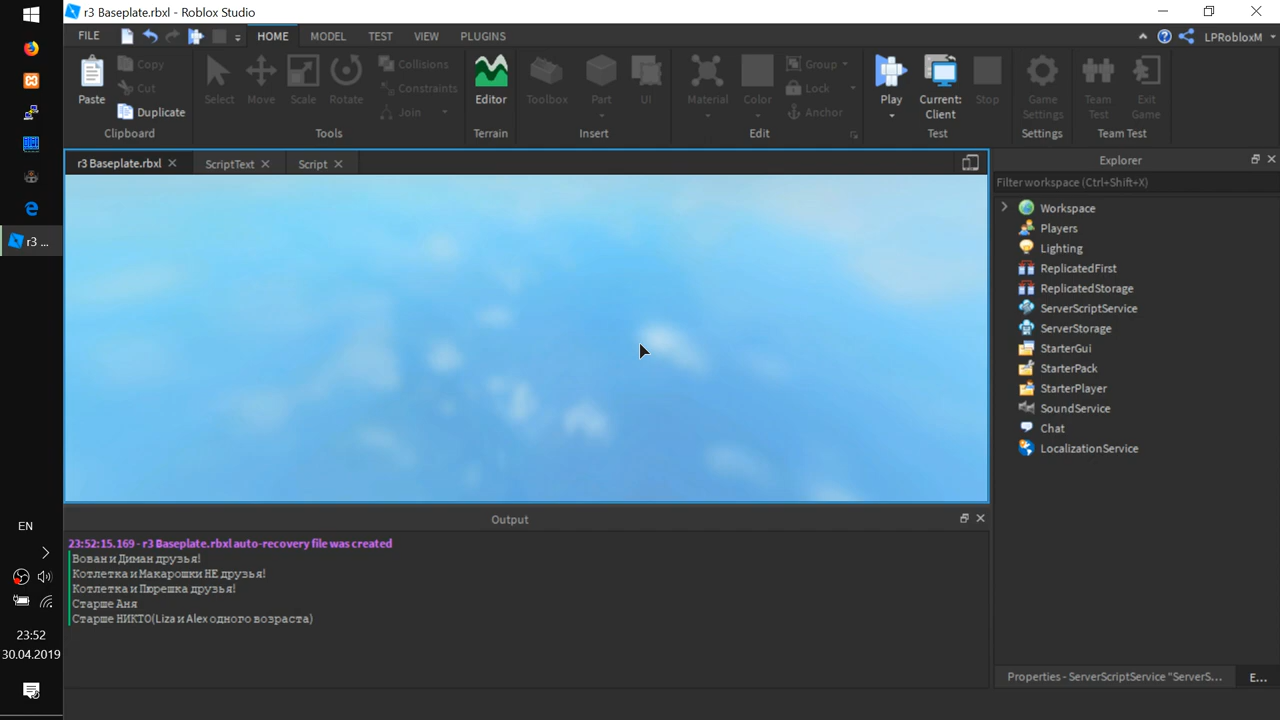 r3 Baseplate.rbxl - Roblox Studio
FILE HOME MODEL TEST VIEW PLUGINS LPRobloxM
Paste Copy Cut Duplicate Clipboard
Select Move Scale Rotate Collisions Constraints Join Tools
Editor Terrain
Toolbox Part UI Insert
Material Color Group Lock Anchor Edit
Play Current: Client Stop Test
Game Settings Settings
Team Test Exit Game Team Test
r3 ...
r3 Baseplate.rbxl ScriptText Script
Explorer
Filter workspace (Ctrl+Shift+X)
Workspace
Players
Lighting
ReplicatedFirst
ReplicatedStorage
ServerScriptService
ServerStorage
StarterGui
StarterPack
StarterPlayer
SoundService
Chat
LocalizationService
Output
23:52:15.169 - r3 Baseplate.rbxl auto-recovery file was created
Вован и Диман друзья!
Котлетка и Макарошки НЕ друзья!
Котлетка и Пюрешка друзья!
Старше Аня
Старше НИКТО(Liza и Alex одного возраста)
Properties - ServerScriptService "ServerS... E...
EN
23:52
30.04.2019